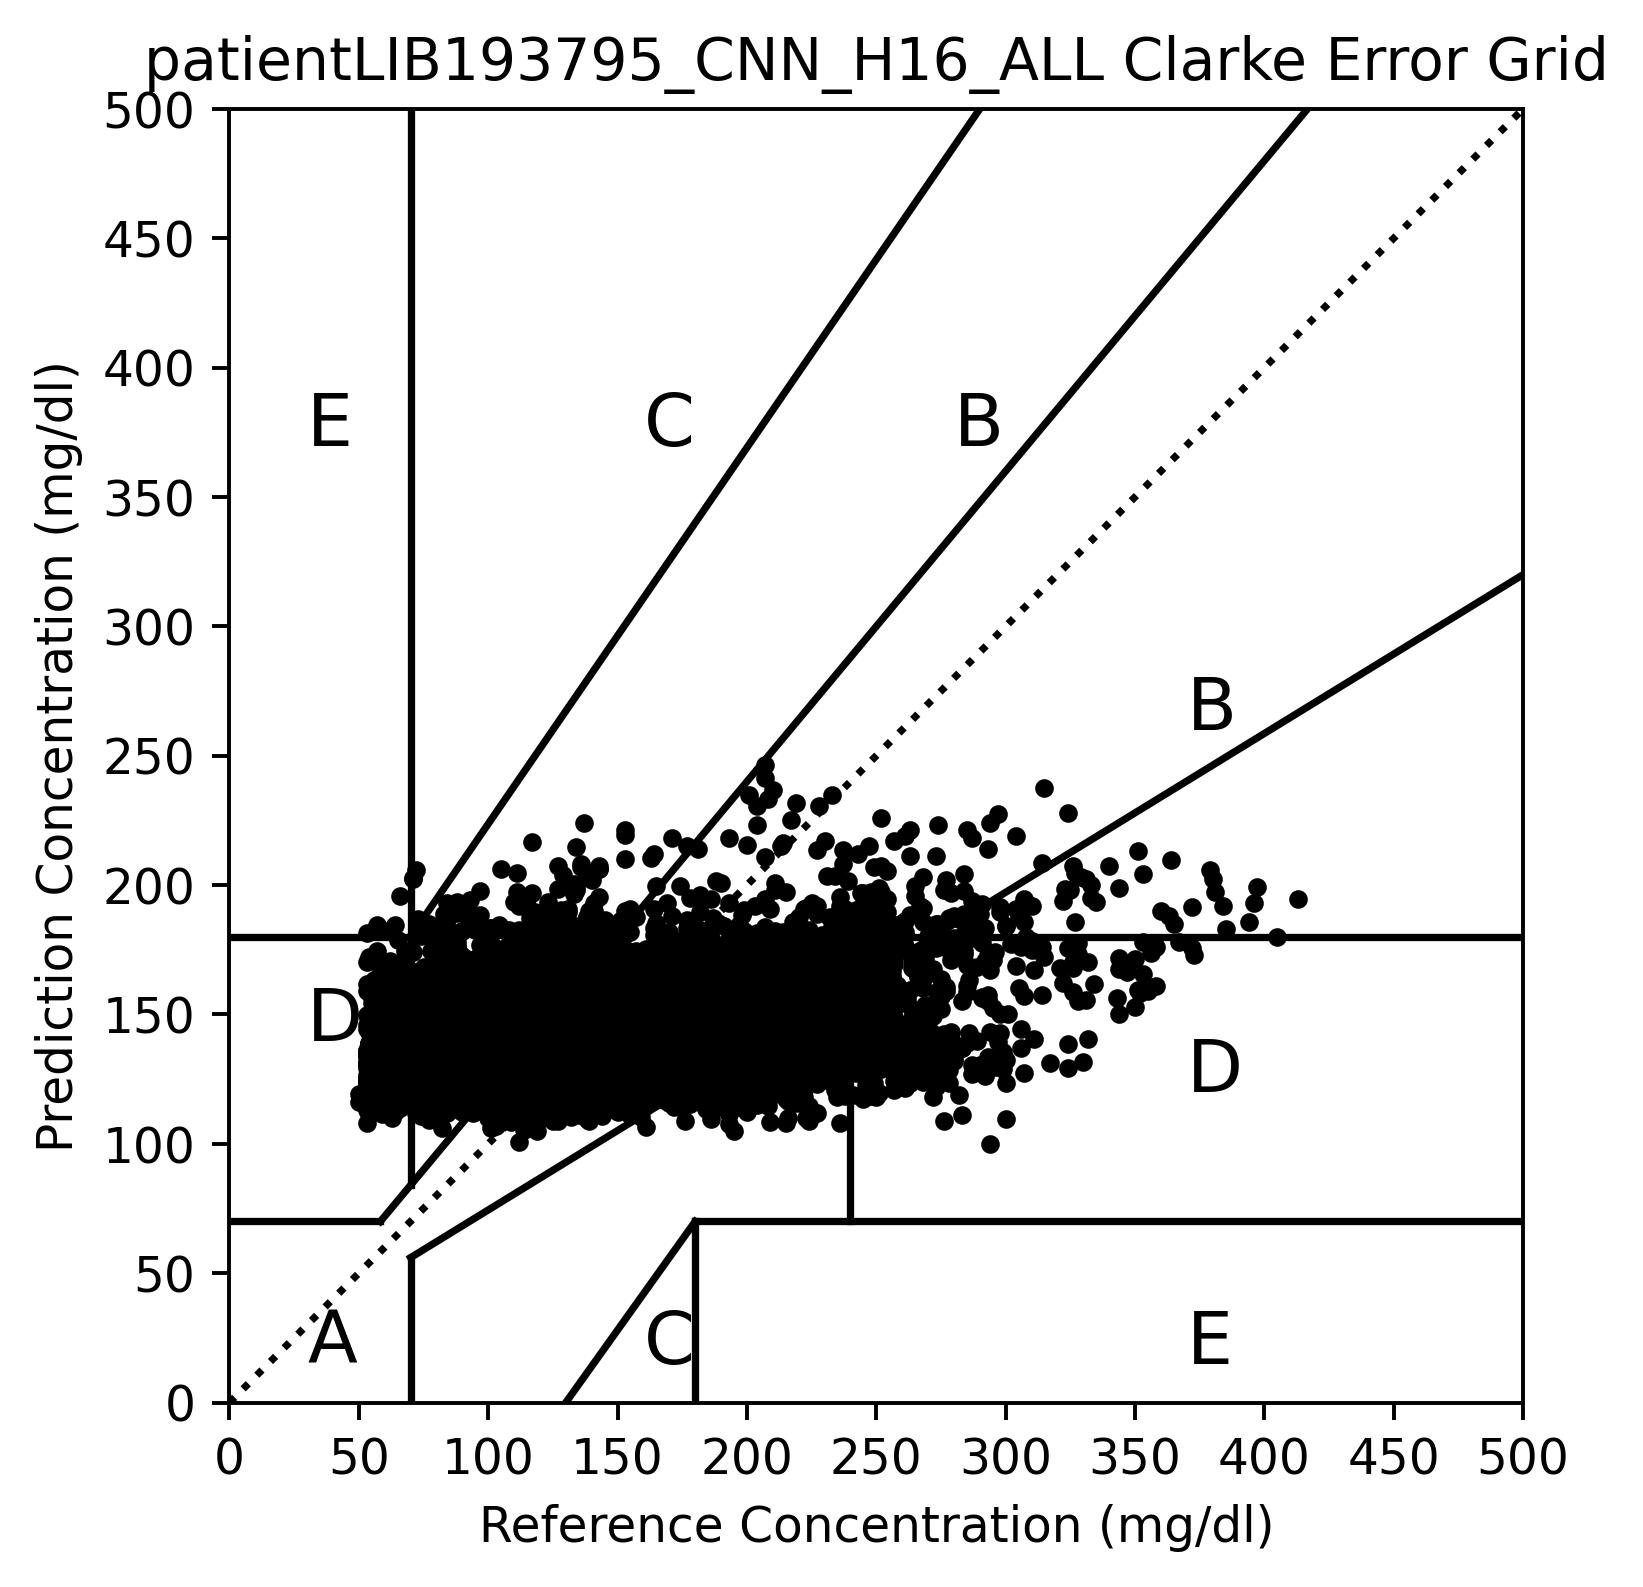 patientLIB193795_CNN_H16_ALL Clarke Error Grid
500
450
400
350
300
250
200
150
100
50
0
Prediction Concentration (mg/dl)
E
C
B
B
D
D
A
C
E
0 50 100 150 200 250 300 350 400 450 500
Reference Concentration (mg/dl)